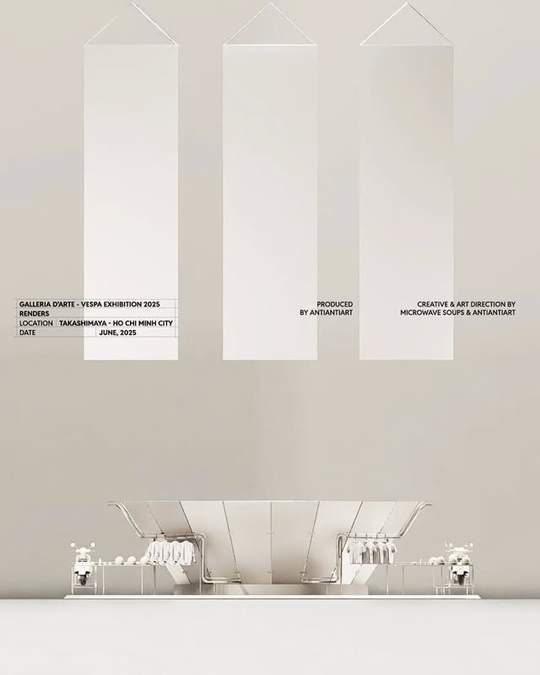 GALLERIA D'ARTE - VESPA EXHIBITION 2025
RENDERS
LOCATION TAKASHIMAYA - HO CHI MINH CITY
DATE JUNE, 2025
PRODUCED
BY ANTIANTIART
CREATIVE & ART DIRECTION BY
MICROWAVE SOUPS & ANTIANTIART